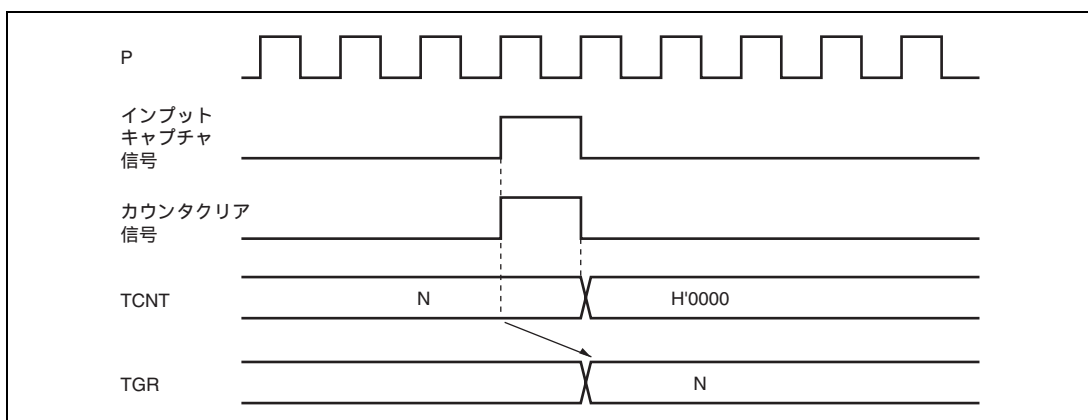 P
インプット
キャプチャ
信号
カウンタクリア
信号
TCNT
N
H'0000
TGR
N